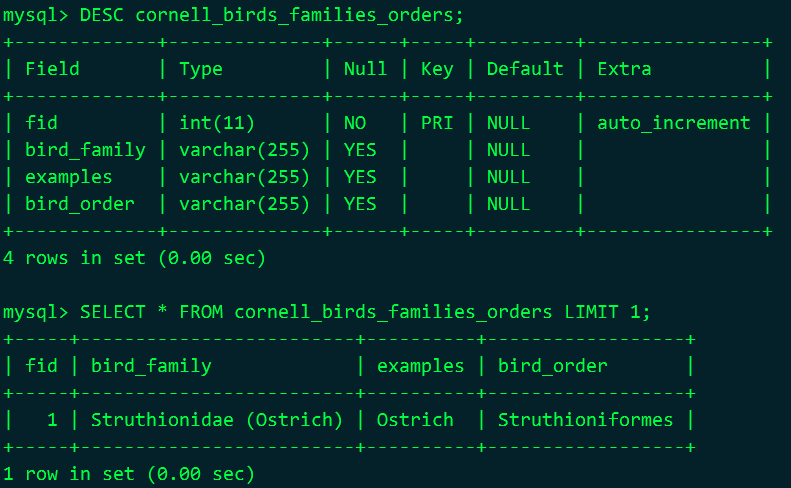 mysql> DESC cornell_birds_families_orders;
+-------------+--------------+------+-----+---------+----------------+
| Field       | Type         | Null | Key | Default | Extra          |
+-------------+--------------+------+-----+---------+----------------+
| fid         | int(11)      | NO   | PRI | NULL    | auto_increment |
| bird_family | varchar(255) | YES  |     | NULL    |                |
| examples    | varchar(255) | YES  |     | NULL    |                |
| bird_order  | varchar(255) | YES  |     | NULL    |                |
+-------------+--------------+------+-----+---------+----------------+
4 rows in set (0.00 sec)

mysql> SELECT * FROM cornell_birds_families_orders LIMIT 1;
+-----+-------------------------+----------+------------------+
| fid | bird_family             | examples | bird_order       |
+-----+-------------------------+----------+------------------+
|   1 | Struthionidae (Ostrich) | Ostrich  | Struthioniformes |
+-----+-------------------------+----------+------------------+
1 row in set (0.00 sec)